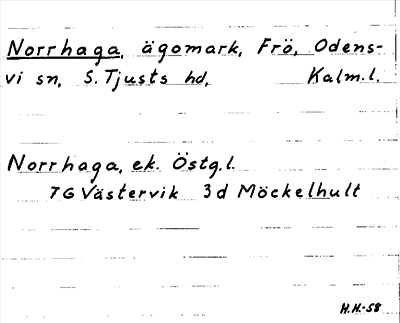 Norrhaga, ägomark, Frö, Odens-
vi sn, S. Tjusts hd, Kalm.l.
Norrhaga, ek. Östg.l.
7G Västervik 3d Möckelhult
H.H.-58